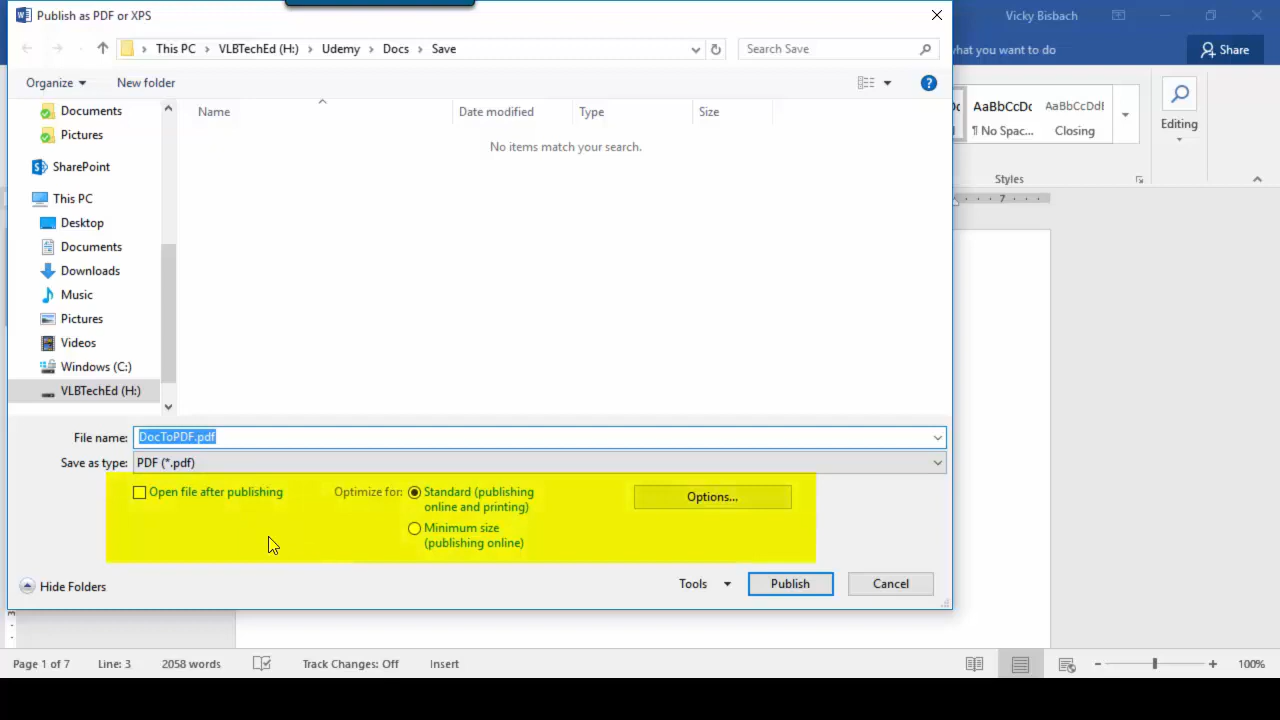 Publish as PDF or XPS
Vicky Bisbach
This PC > VLBTechEd (H:) > Udemy > Docs > Save
Search Save
what you want to do
Share
Organize
New folder
Name
Date modified
Type
Size
No items match your search.
Documents
Pictures
SharePoint
This PC
Desktop
Documents
Downloads
Music
Pictures
Videos
Windows (C:)
VLBTechEd (H:)
AaBbCcDc
AaBbCcDdE
¶ No Spac...
Closing
Editing
Styles
7
File name:
DocToPDF.pdf
Save as type:
PDF (*.pdf)
Open file after publishing
Optimize for:
Standard (publishing
online and printing)
Minimum size
(publishing online)
Options...
Hide Folders
Tools
Publish
Cancel
Page 1 of 7
Line: 3
2058 words
Track Changes: Off
Insert
100%